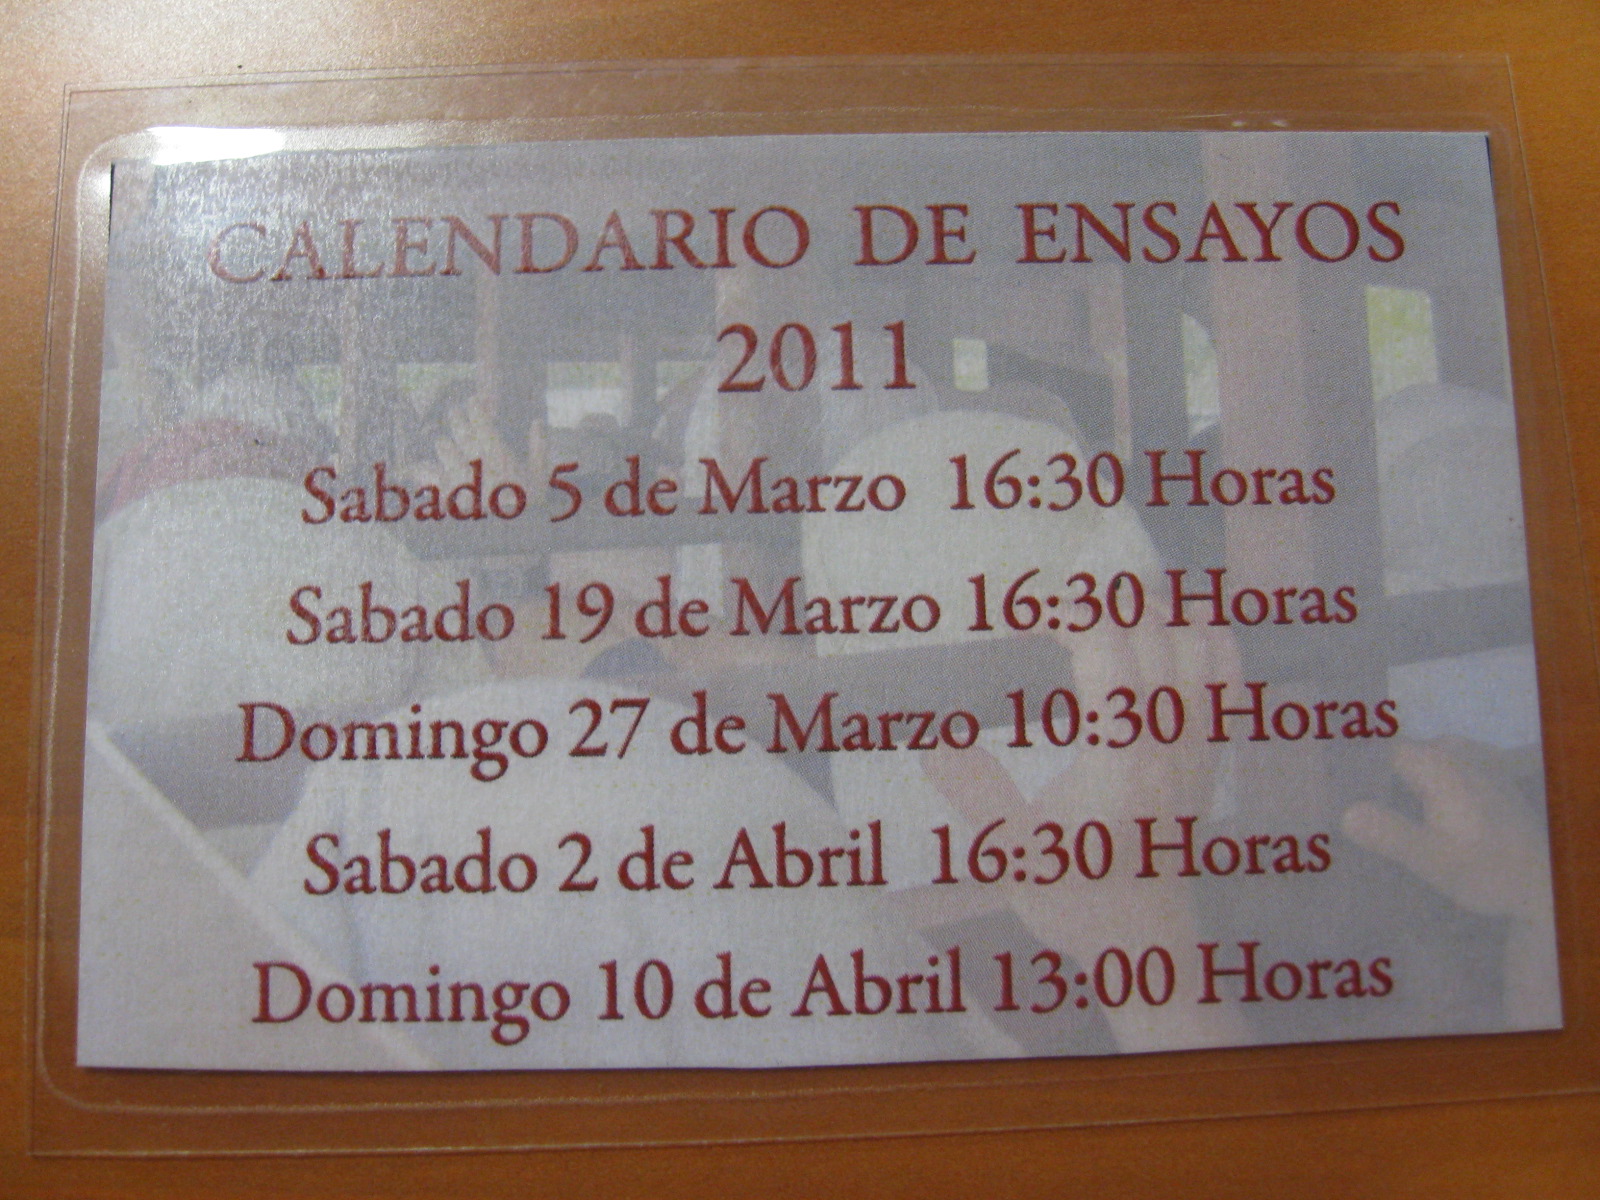 CALENDARIO DE ENSAYOS
2011
Sabado 5 de Marzo 16:30 Horas
Sabado 19 de Marzo 16:30 Horas
Domingo 27 de Marzo 10:30 Horas
Sabado 2 de Abril 16:30 Horas
Domingo 10 de Abril 13:00 Horas